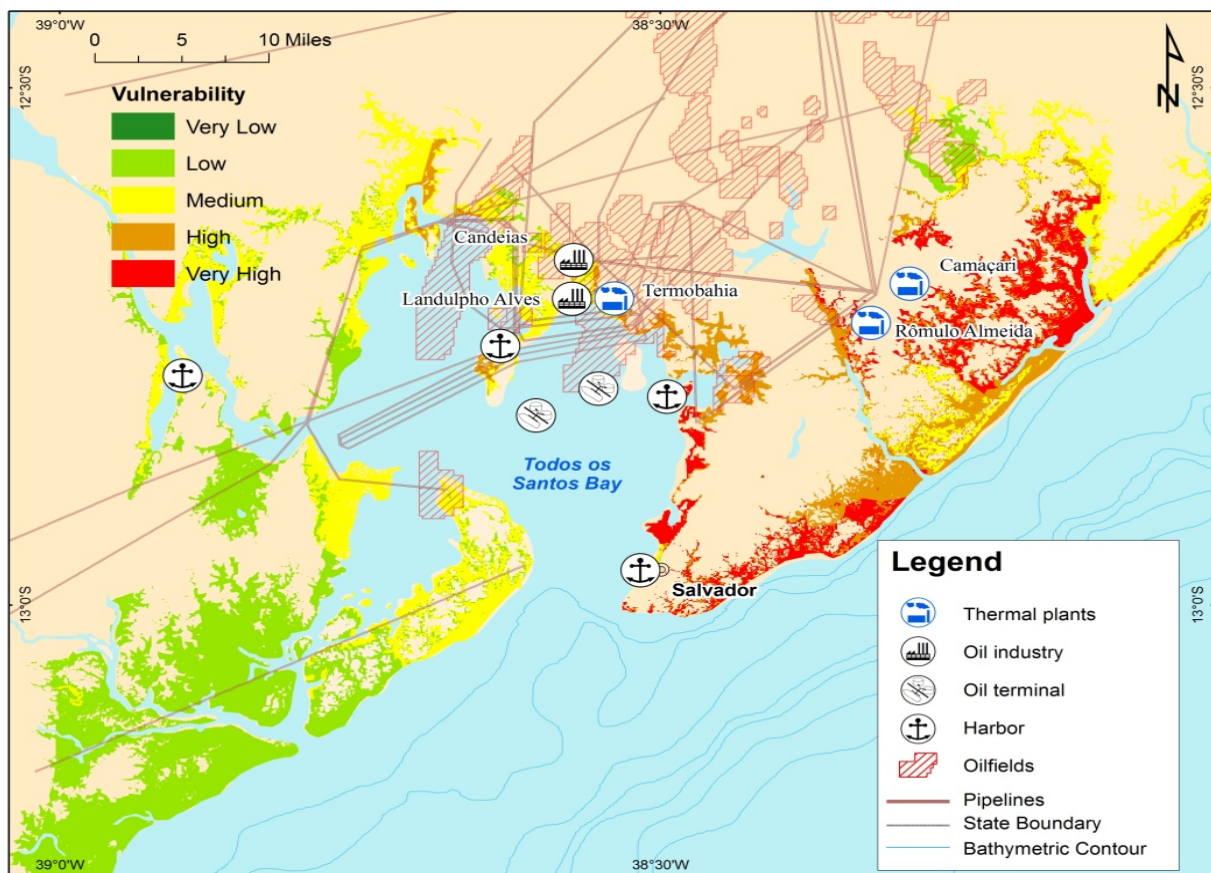 39°0'W
38°30'W
0 5 10 Miles
12°30'S
12°30'S
N
Vulnerability
Very Low
Low
Medium
High
Very High
Candeias
Landulpho Alves
Termobahia
Camaçari
Rômulo Almeida
Todos os
Santos Bay
Salvador
13°0'S
13°0'S
Legend
Thermal plants
Oil industry
Oil terminal
Harbor
Oilfields
Pipelines
State Boundary
Bathymetric Contour
39°0'W
38°30'W